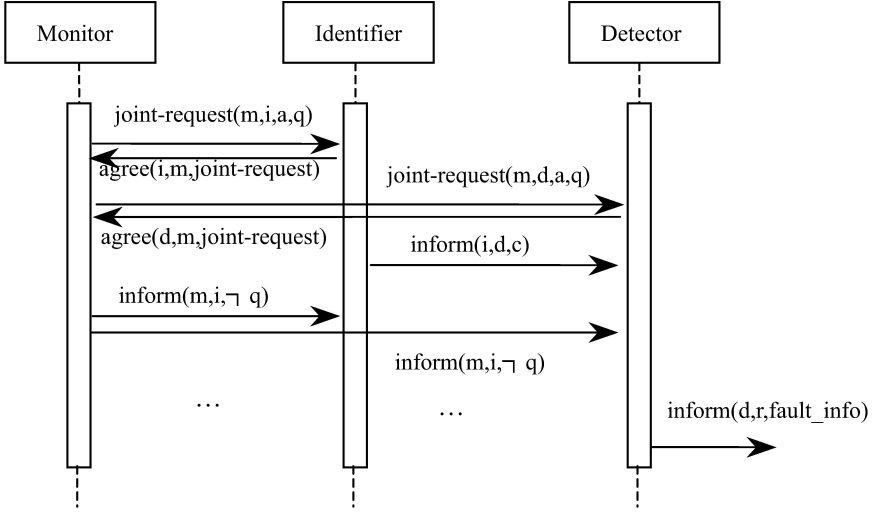 Monitor
Identifier
Detector
joint-request(m,i,a,q)
agree(i,m,joint-request)
joint-request(m,d,a,q)
agree(d,m,joint-request)
inform(i,d,c)
inform(m,i,┐ q)
inform(m,i,┐ q)
...
...
inform(d,r,fault_info)